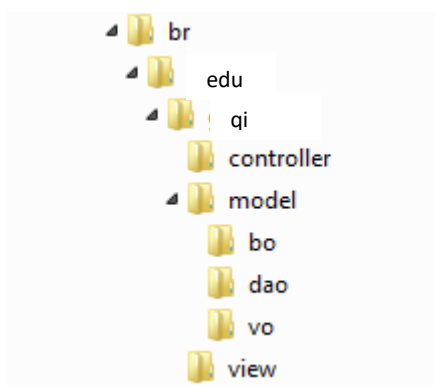 br
edu
qi
controller
model
bo
dao
vo
view